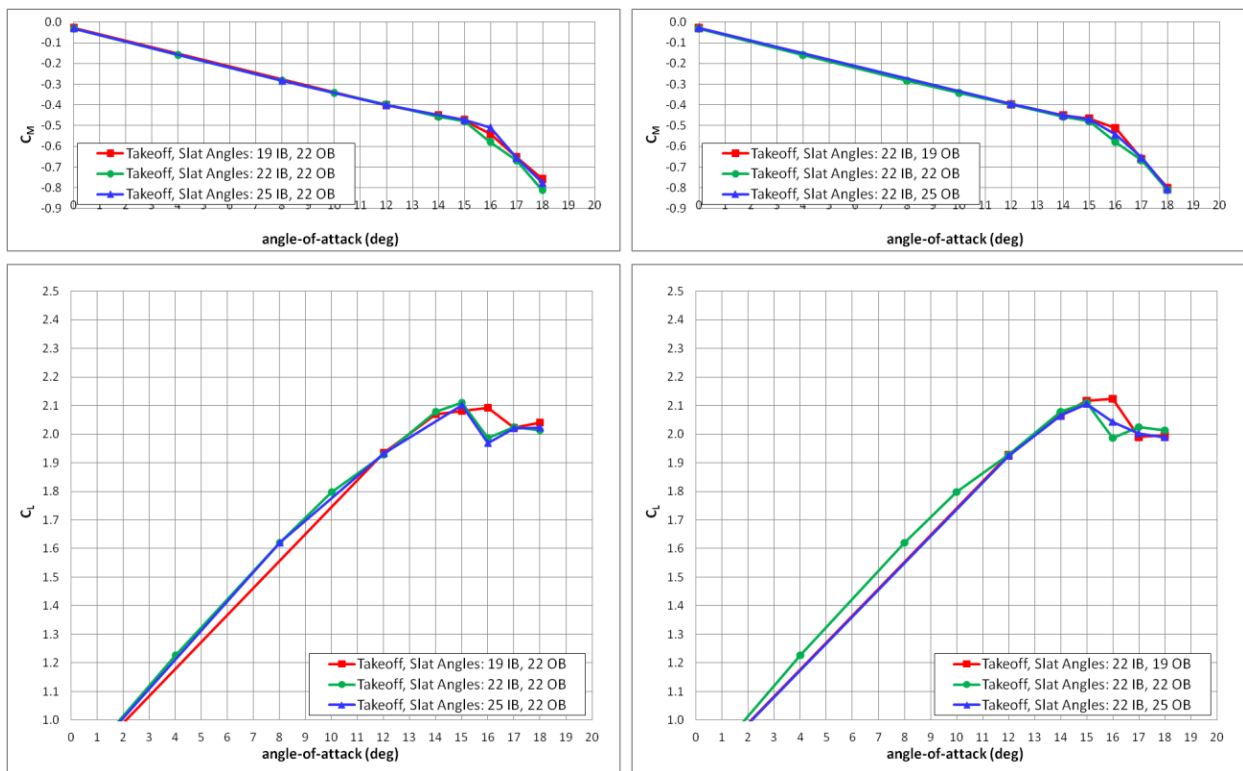 0.0
-0.1
-0.2
-0.3
-0.4
-0.5
-0.6
-0.7
-0.8
-0.9
C_M
Takeoff, Slat Angles: 19 IB, 22 OB
Takeoff, Slat Angles: 22 IB, 22 OB
Takeoff, Slat Angles: 25 IB, 22 OB
0 1 2 3 4 5 6 7 8 9 10 11 12 13 14 15 16 17 18 19 20
angle-of-attack (deg)
0.0
-0.1
-0.2
-0.3
-0.4
-0.5
-0.6
-0.7
-0.8
-0.9
C_M
Takeoff, Slat Angles: 22 IB, 19 OB
Takeoff, Slat Angles: 22 IB, 22 OB
Takeoff, Slat Angles: 22 IB, 25 OB
0 1 2 3 4 5 6 7 8 9 10 11 12 13 14 15 16 17 18 19 20
angle-of-attack (deg)
2.5
2.4
2.3
2.2
2.1
2.0
1.9
1.8
1.7
1.6
1.5
1.4
1.3
1.2
1.1
1.0
C_L
Takeoff, Slat Angles: 19 IB, 22 OB
Takeoff, Slat Angles: 22 IB, 22 OB
Takeoff, Slat Angles: 25 IB, 22 OB
0 1 2 3 4 5 6 7 8 9 10 11 12 13 14 15 16 17 18 19 20
angle-of-attack (deg)
2.5
2.4
2.3
2.2
2.1
2.0
1.9
1.8
1.7
1.6
1.5
1.4
1.3
1.2
1.1
1.0
C_L
Takeoff, Slat Angles: 22 IB, 19 OB
Takeoff, Slat Angles: 22 IB, 22 OB
Takeoff, Slat Angles: 22 IB, 25 OB
0 1 2 3 4 5 6 7 8 9 10 11 12 13 14 15 16 17 18 19 20
angle-of-attack (deg)